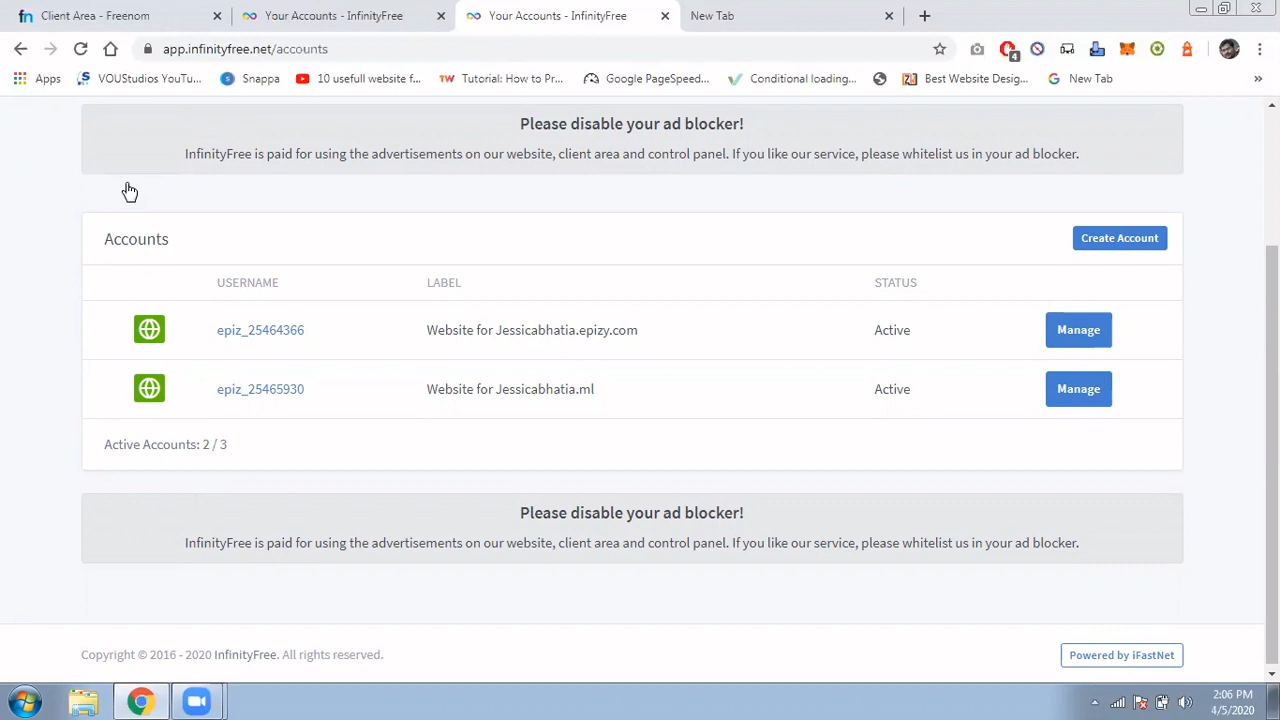 Client Area - Freenom
Your Accounts - InfinityFree
Your Accounts - InfinityFree
New Tab
app.infinityfree.net/accounts
4
Apps
VOUStudios YouTu...
Snappa
10 usefull website f...
TW Tutorial: How to Pr...
Google PageSpeed...
Conditional loading...
Best Website Desig...
New Tab
Please disable your ad blocker!
InfinityFree is paid for using the advertisements on our website, client area and control panel. If you like our service, please whitelist us in your ad blocker.
Accounts
Create Account
USERNAME LABEL STATUS
epiz_25464366 Website for Jessicabhatia.epizy.com Active Manage
epiz_25465930 Website for Jessicabhatia.ml Active Manage
Active Accounts: 2 / 3
Please disable your ad blocker!
InfinityFree is paid for using the advertisements on our website, client area and control panel. If you like our service, please whitelist us in your ad blocker.
Copyright © 2016 - 2020 InfinityFree. All rights reserved.
Powered by iFastNet
2:06 PM
4/5/2020